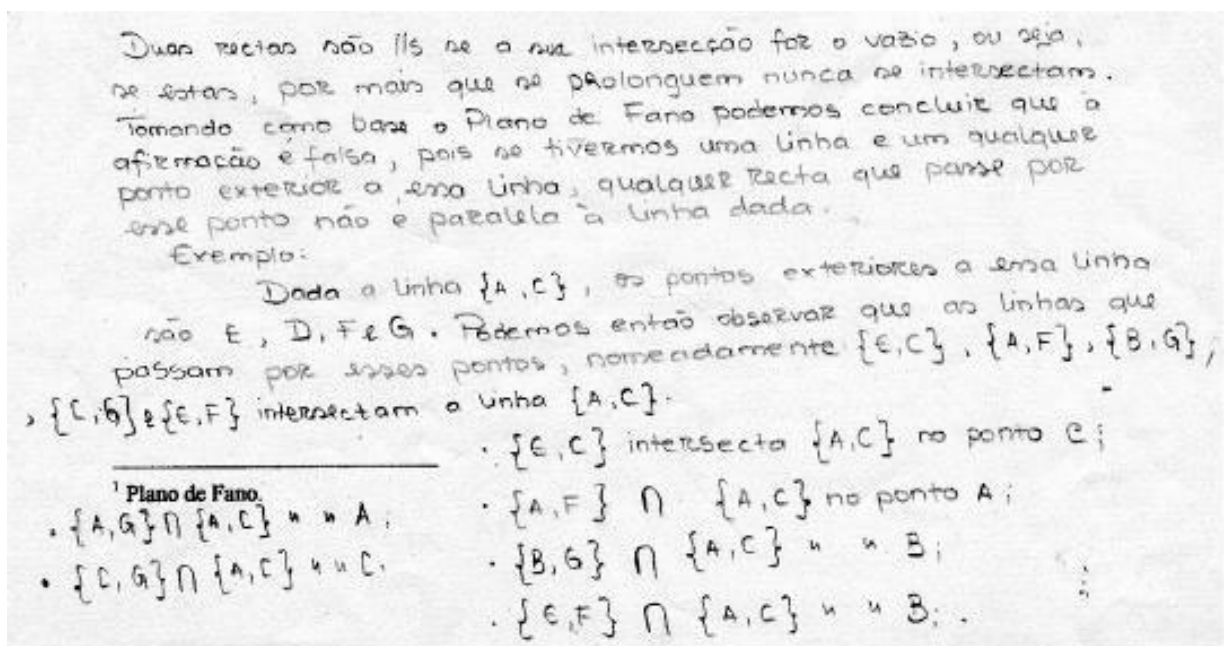 Duas rectas são //s se a sua intersecção for o vazio, ou seja,
se estas, por mais que se prolonguem nunca se intersectam.
Tomando como base o Plano de Fano podemos concluir que a
afirmação é falsa, pois se tivermos uma linha e um qualquer
ponto exterior a essa linha, qualquer recta que passe por
esse ponto não é paralela à linha dada.
Exemplo:
Dada a linha {A,C}, os pontos exteriores a essa linha
são E, D, F e G. Podemos então observar que as linhas que
passam por esses pontos, nomeadamente {E,C}, {A,F}, {B,G},
, {C,G} e {E,F} intersectam a linha {A,C}.
· {E,C} intersecta {A,C} no ponto C;
· {A,F} ∩ {A,C} no ponto A;
· {B,G} ∩ {A,C} " " B;
· {E,F} ∩ {A,C} " " B;.
1 Plano de Fano.
· {A,G} ∩ {A,C} " " A;
· {C,G} ∩ {A,C} " " C.